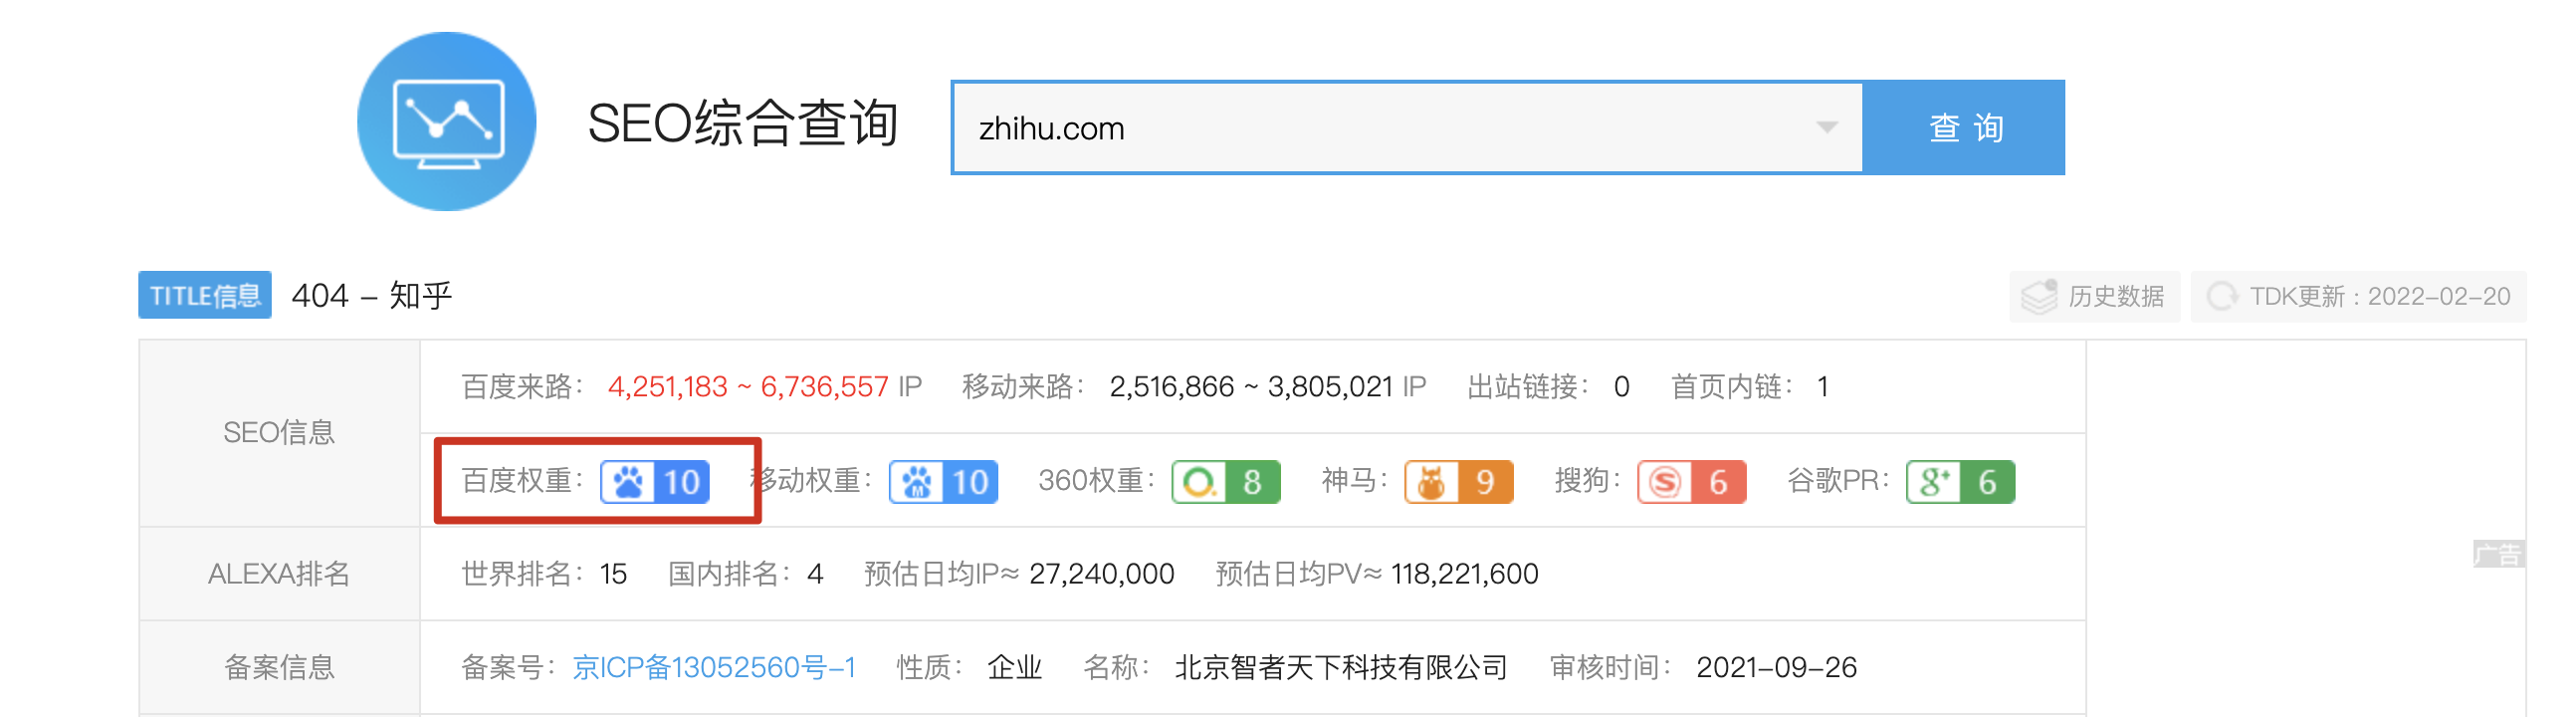 SEO综合查询 zhihu.com 查 询
TITLE信息 404 – 知乎 历史数据 TDK更新：2022-02-20
SEO信息
百度来路： 4,251,183 ~ 6,736,557 IP 移动来路： 2,516,866 ~ 3,805,021 IP 出站链接： 0 首页内链： 1
百度权重： 10 移动权重： M 10 360权重： 8 神马： 9 搜狗： S 6 谷歌PR： g+ 6
ALEXA排名 世界排名： 15 国内排名： 4 预估日均IP≈ 27,240,000 预估日均PV≈ 118,221,600
广告
备案信息 备案号： 京ICP备13052560号-1 性质： 企业 名称： 北京智者天下科技有限公司 审核时间： 2021-09-26